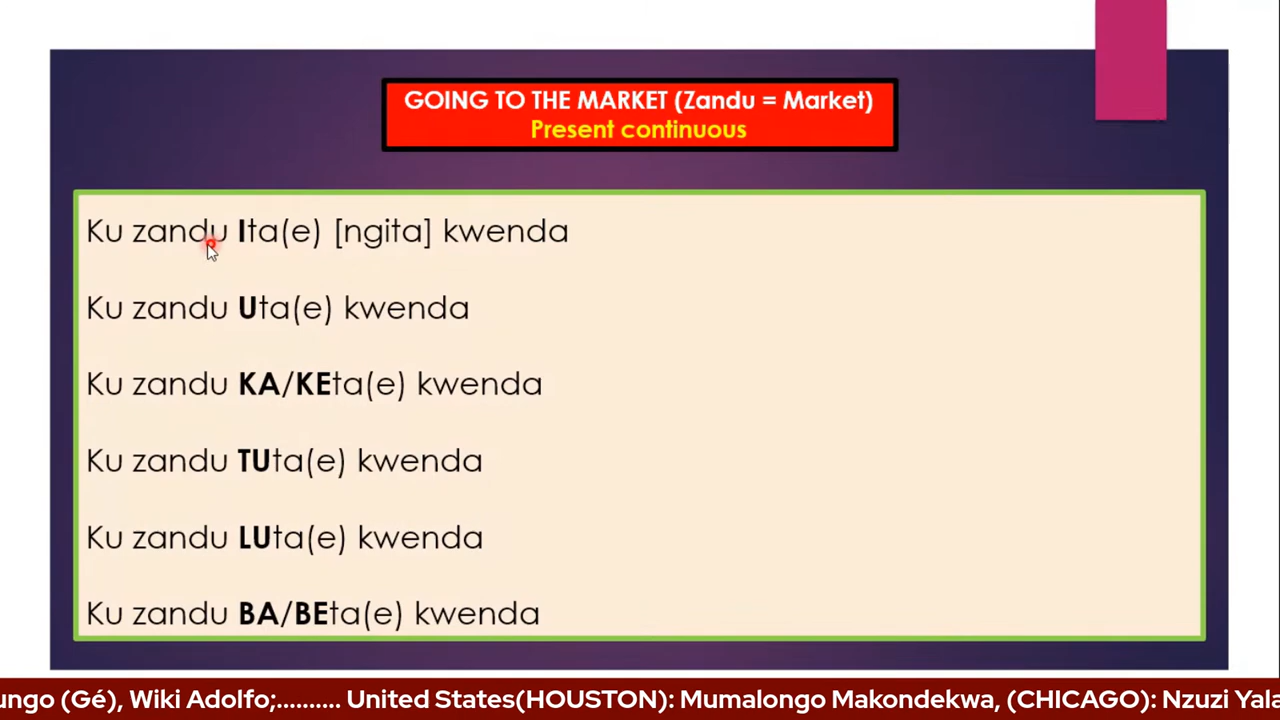 GOING TO THE MARKET (Zandu = Market)
Present continuous
Ku zandu Ita(e) [ngita] kwenda
Ku zandu Uta(e) kwenda
Ku zandu KA/KEta(e) kwenda
Ku zandu TUta(e) kwenda
Ku zandu LUta(e) kwenda
Ku zandu BA/BEta(e) kwenda
ungo (Gé), Wiki Adolfo;.......... United States(HOUSTON): Mumalongo Makondekwa, (CHICAGO): Nzuzi Yala